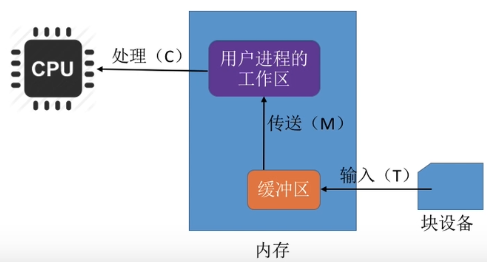 CPU
处理（C）
用户进程的
工作区
传送（M）
缓冲区
输入（T）
块设备
内存